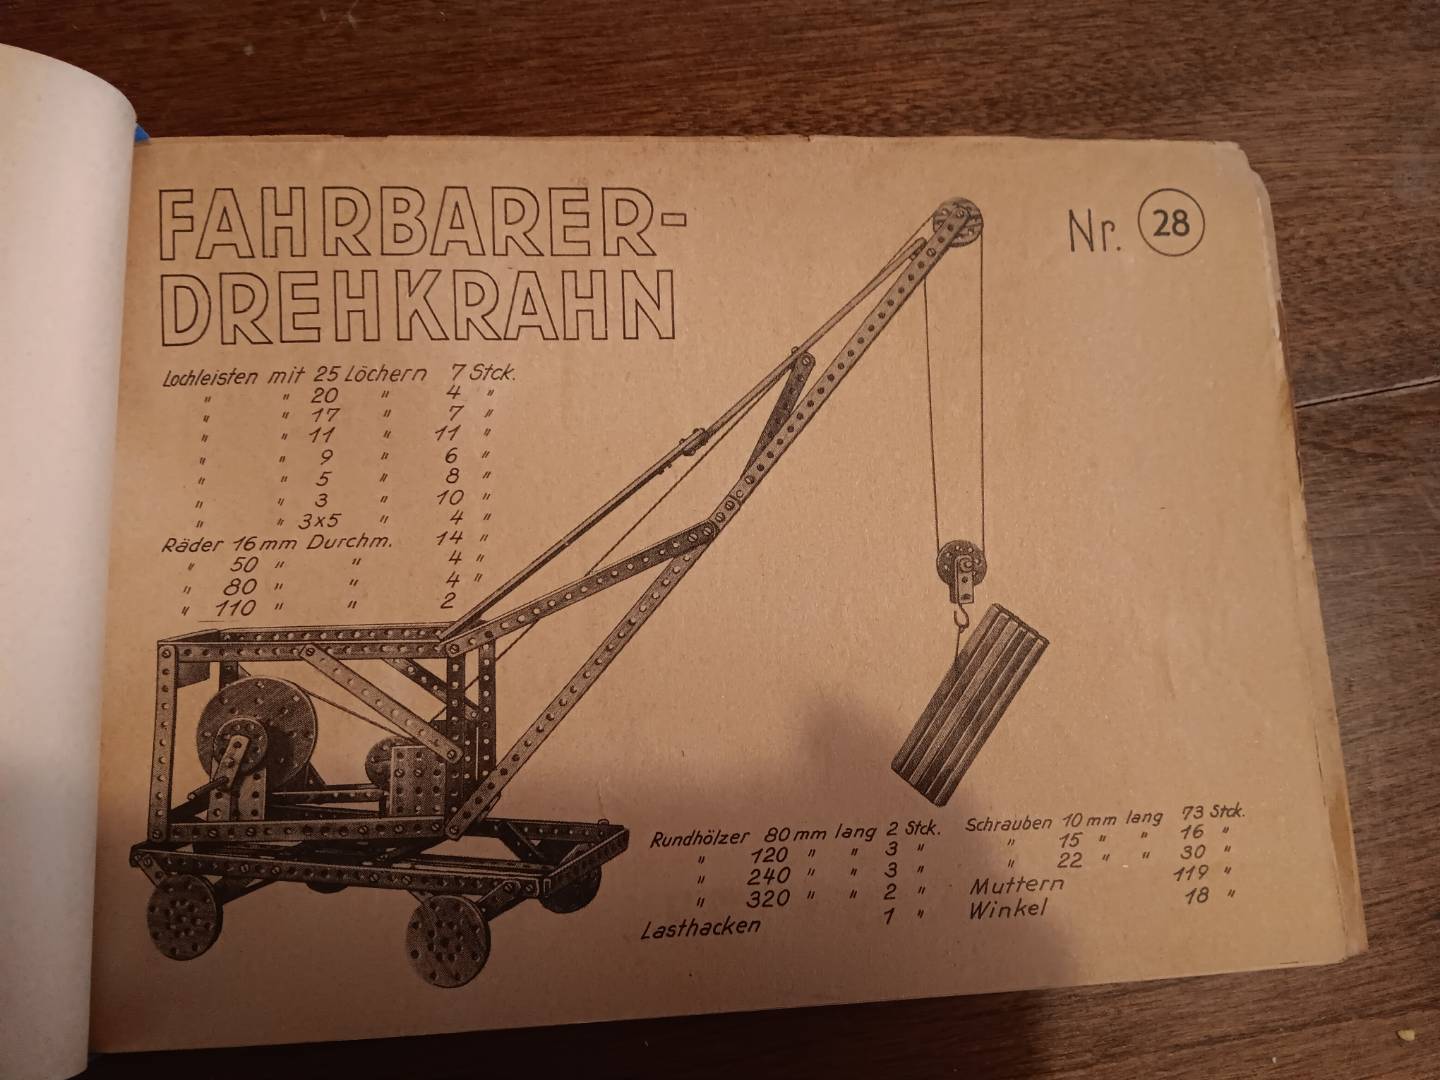 FAHRBARER-
DREHKRAHN
Nr. 28
Lochleisten mit 25 Löchern 7 Stck.
" " 20 " 4 "
" " 17 " 7 "
" " 11 " 11 "
" " 9 " 6 "
" " 5 " 8 "
" " 3 " 10 "
" " 3x5 " 4 "
Räder 16 mm Durchm. 14 "
" 50 " " 4 "
" 80 " " 4 "
" 110 " " 2
Rundhölzer 80 mm lang 2 Stck.
" 120 " " 3 "
" 240 " " 3 "
" 320 " " 2 "
Lasthacken 1 "
Schrauben 10 mm lang 73 Stck.
" 15 " " 16 "
" 22 " " 30 "
Muttern 119 "
Winkel 18 "